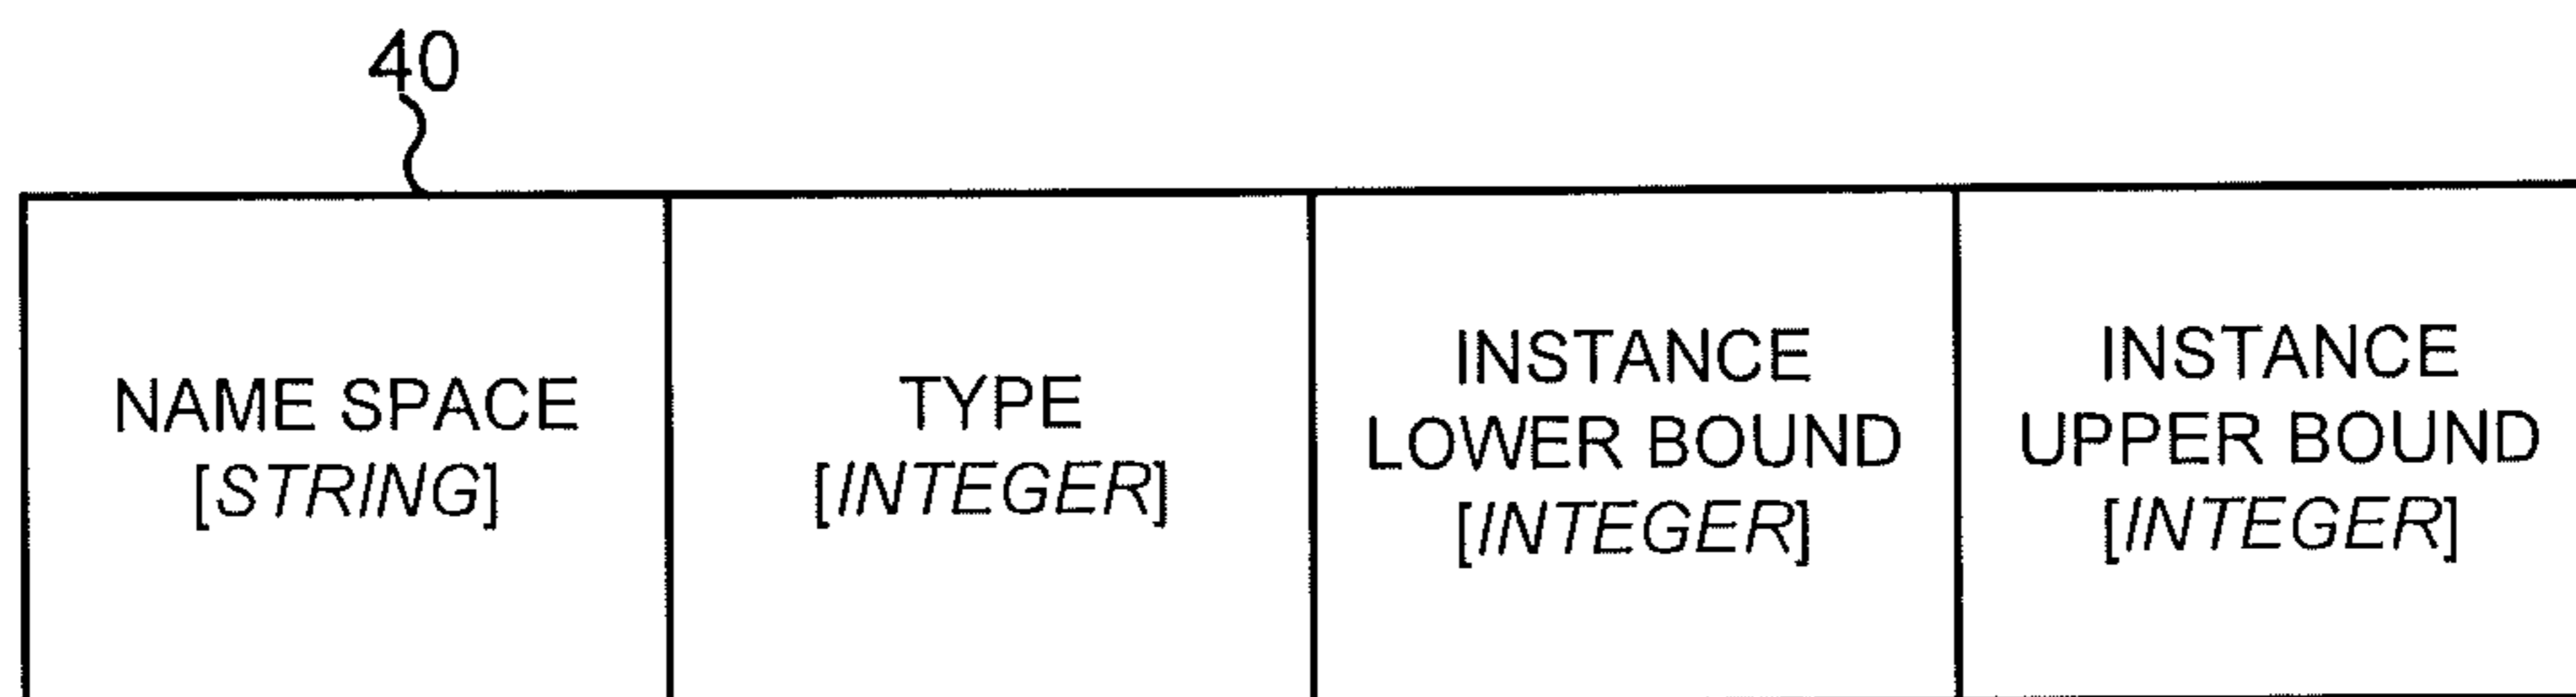 40
NAME SPACE
[STRING]
TYPE
[INTEGER]
INSTANCE
LOWER BOUND
[INTEGER]
INSTANCE
UPPER BOUND
[INTEGER]